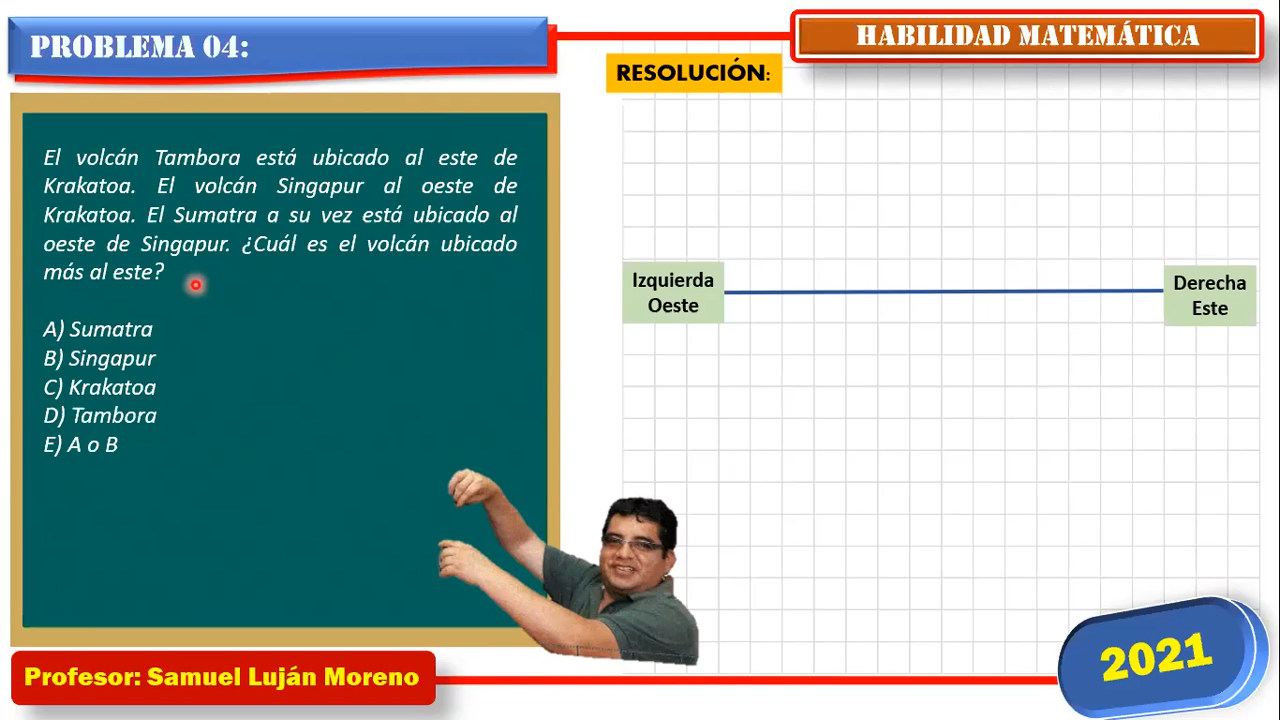 PROBLEMA 04:
HABILIDAD MATEMÁTICA
RESOLUCIÓN:
El volcán Tambora está ubicado al este de
Krakatoa. El volcán Singapur al oeste de
Krakatoa. El Sumatra a su vez está ubicado al
oeste de Singapur. ¿Cuál es el volcán ubicado
más al este?
A) Sumatra
B) Singapur
C) Krakatoa
D) Tambora
E) A o B
Izquierda
Oeste
Derecha
Este
Profesor: Samuel Luján Moreno
2021